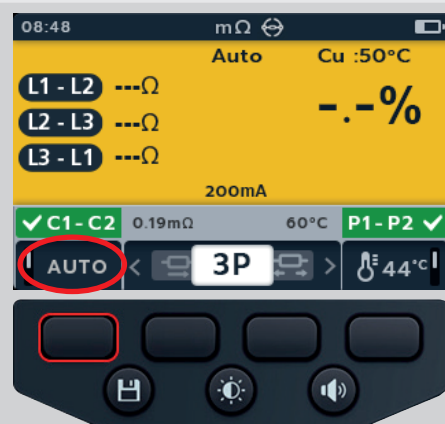 08:48 mΩ
Auto Cu :50°C
L1 - L2 ---Ω -.-%
L2 - L3 ---Ω
L3 - L1 ---Ω
200mA
✓ C1- C2 0.19mΩ 60°C P1- P2 ✓
AUTO < 3P > 44°C